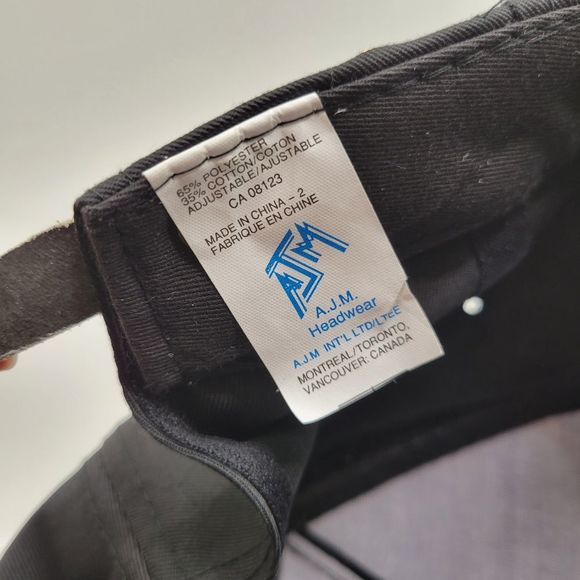 65% POLYESTER
35% COTTON/COTON
ADJUSTABLE/AJUSTABLE
CA 08123
MADE IN CHINA - 2
FABRIQUE EN CHINE
AJM
A.J.M.
Headwear
A.J.M INT'L LTD/LTEE
MONTREAL/TORONTO,
VANCOUVER: CANADA